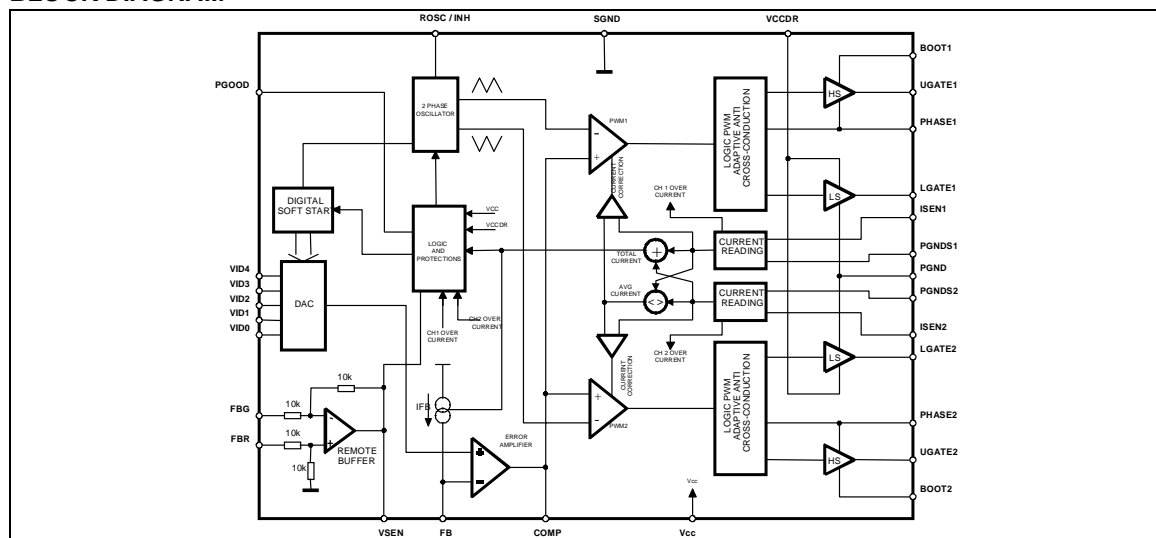 BLOCK DIAGRAM
ROSC / INH
SGND
VCCDR
BOOT1
PGOOD
UGATE1
HS
2 PHASE
OSCILLATOR
PWM1
-
+
LOGIC PWM
ADAPTIVE ANTI
CROSS-CONDUCTION
PHASE1
CURRENT
CORRECTION
CH 1 OVER
CURRENT
LS
LGATE1
DIGITAL
SOFT STAR
VCC
VCCDR
LOGIC
AND
PROTECTIONS
TOTAL
CURRENT
+
CURRENT
READING
ISEN1
PGNDS1
PGND
VID4
VID3
VID2
VID1
VID0
DAC
AVG
CURRENT
< >
CURRENT
READING
PGNDS2
ISEN2
CH1 OVER
CURRENT
CH2 OVER
CURRENT
CH 2 OVER
CURRENT
CURRENT
CORRECTION
LS
LGATE2
10k
IFB
+
-
PWM2
LOGIC PWM
ADAPTIVE ANTI
CROSS-CONDUCTION
FBG
10k
-
PHASE2
FBR
10k
+
REMOTE
BUFFER
10k
ERROR
AMPLIFIER
+
-
HS
UGATE2
Vcc
BOOT2
VSEN
FB
COMP
Vcc